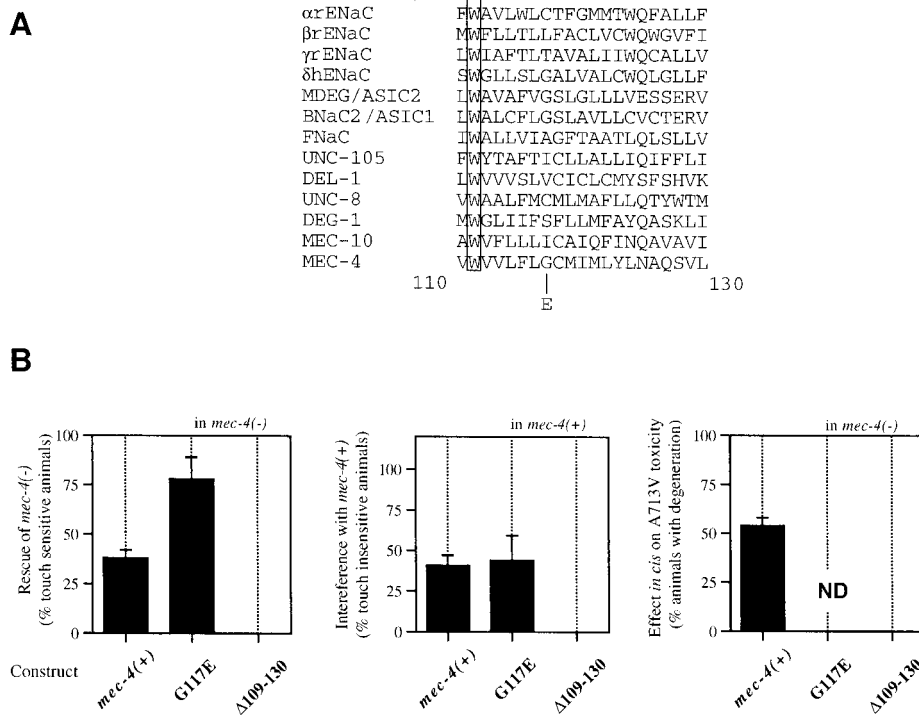 A
αrENaC FWAVLWLCTFGMMTWQFALLF
βrENaC MWFLLTLLFACLVCWQWGVFI
γrENaC LWIAFTLTAVALIIWQCALLV
δhENaC SWGLLSLGALVALCWQLGLLF
MDEG/ASIC2 LWAVAFVGSLGLLLVESSERV
BNaC2/ASIC1 LWALCFLGSLAVLLCVCTERV
FNaC IWALLVIAGFTAATLQLSLLV
UNC-105 FWYTAFTICLLALLIQIFFLI
DEL-1 LWVVVSLVCICLCMYSFSHVK
UNC-8 VWAALFMCMLMAFLLQTYWTM
DEG-1 MWGLIIFSFLLMFAYQASKLI
MEC-10 AWVFLLLICAIQFINQAVAVI
MEC-4 VWVVLFLGCMIMLYLNAQSVL
110 130
E
B
in mec-4(-)
Rescue of mec-4(-)
(% touch sensitive animals)
100
75
50
25
0
in mec-4(+)
Intereference with mec-4(+)
(% touch insensitive animals)
100
75
50
25
0
in mec-4(-)
Effect in cis on A713V toxicity
(% animals with degeneration)
100
75
50
25
0
ND
Construct
mec-4(+) G117E Δ109-130
mec-4(+) G117E Δ109-130
mec-4(+) G117E Δ109-130